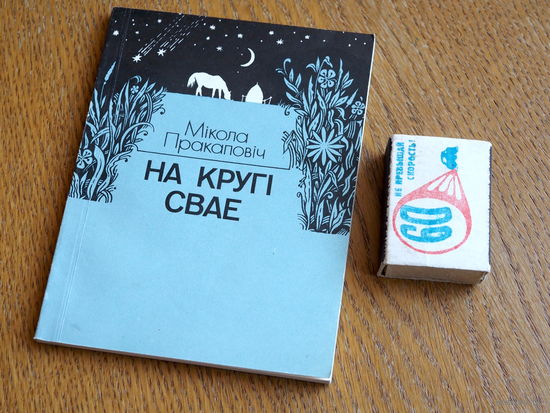 Мікола
Пракаповіч
НА КРУГІ
СВАЕ
НЕ ПРЕВЫШАЙ
СКОРОСТЬ!
60